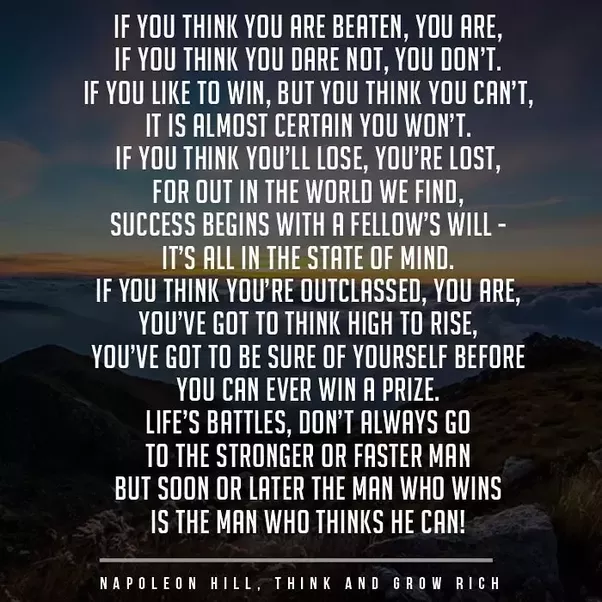 IF YOU THINK YOU ARE BEATEN, YOU ARE,
IF YOU THINK YOU DARE NOT, YOU DON'T.
IF YOU LIKE TO WIN, BUT YOU THINK YOU CAN'T,
IT IS ALMOST CERTAIN YOU WON'T.
IF YOU THINK YOU'LL LOSE, YOU'RE LOST,
FOR OUT IN THE WORLD WE FIND,
SUCCESS BEGINS WITH A FELLOW'S WILL -
IT'S ALL IN THE STATE OF MIND.
IF YOU THINK YOU'RE OUTCLASSED, YOU ARE,
YOU'VE GOT TO THINK HIGH TO RISE,
YOU'VE GOT TO BE SURE OF YOURSELF BEFORE
YOU CAN EVER WIN A PRIZE.
LIFE'S BATTLES, DON'T ALWAYS GO
TO THE STRONGER OR FASTER MAN
BUT SOON OR LATER THE MAN WHO WINS
IS THE MAN WHO THINKS HE CAN!
NAPOLEON HILL, THINK AND GROW RICH